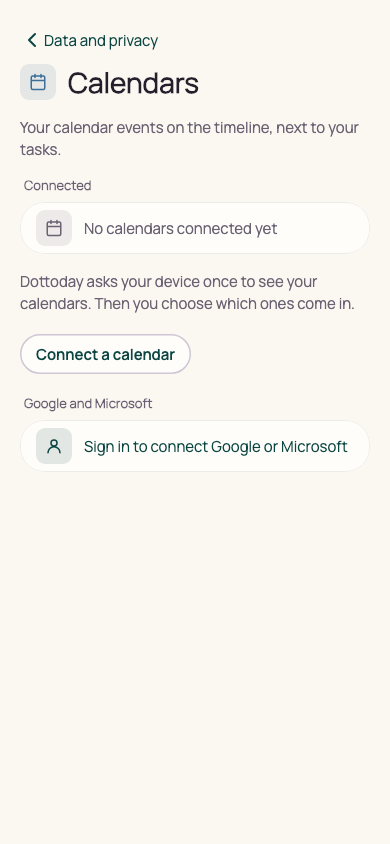 Data and privacy
Calendars
Your calendar events on the timeline, next to your
tasks.
Connected
No calendars connected yet
Dottoday asks your device once to see your
calendars. Then you choose which ones come in.
Connect a calendar
Google and Microsoft
Sign in to connect Google or Microsoft